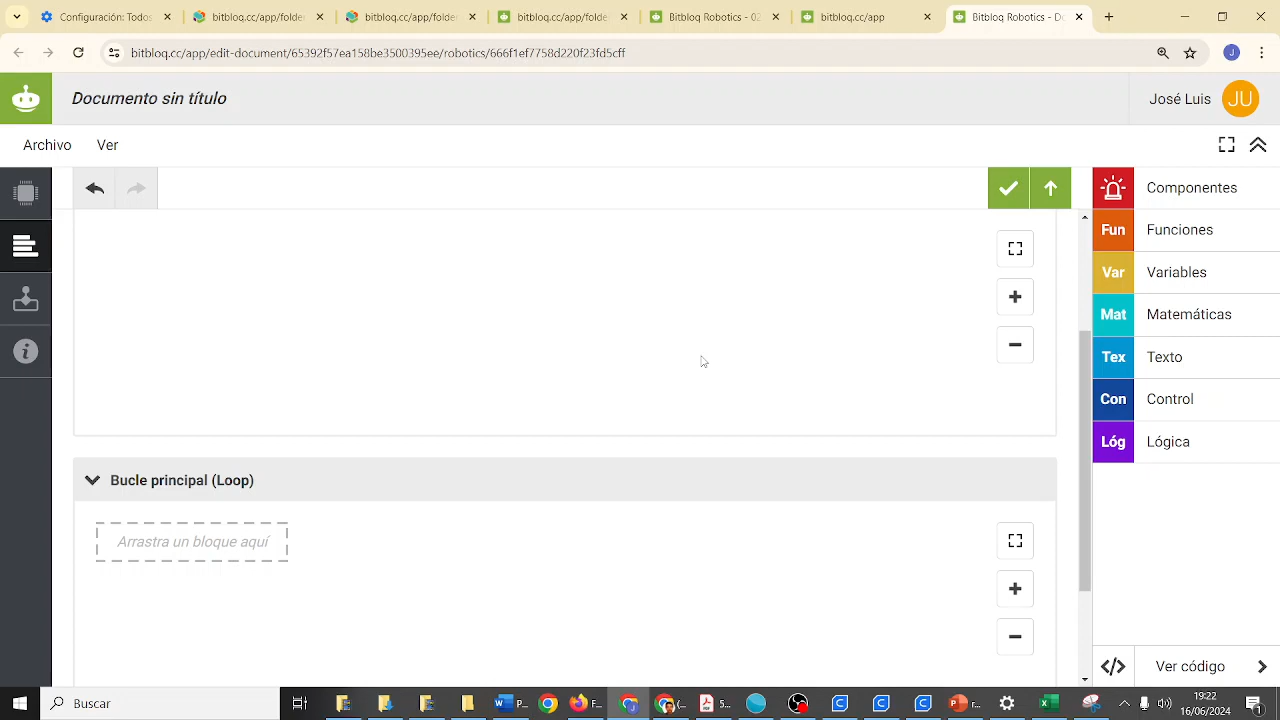 Configuración: Todos
bitbloq.cc/app/folde
bitbloq.cc/app/folde
bitbloq.cc/app/folde
Bitbloq Robotics - 02
bitbloq.cc/app
Bitbloq Robotics - Do
bitbloq.cc/app/edit-document/65392f57ea158be3500395ee/robotics/666f1ef7758d220f23fd5cff
J
Documento sin título
José Luis
JU
Archivo
Ver
Componentes
Fun
Funciones
Var
Variables
Mat
Matemáticas
Tex
Texto
Con
Control
Lóg
Lógica
Bucle principal (Loop)
Arrastra un bloque aquí
</> Ver código
Buscar
P...
F...
(...
S...
(...
19:22
16/06/2024